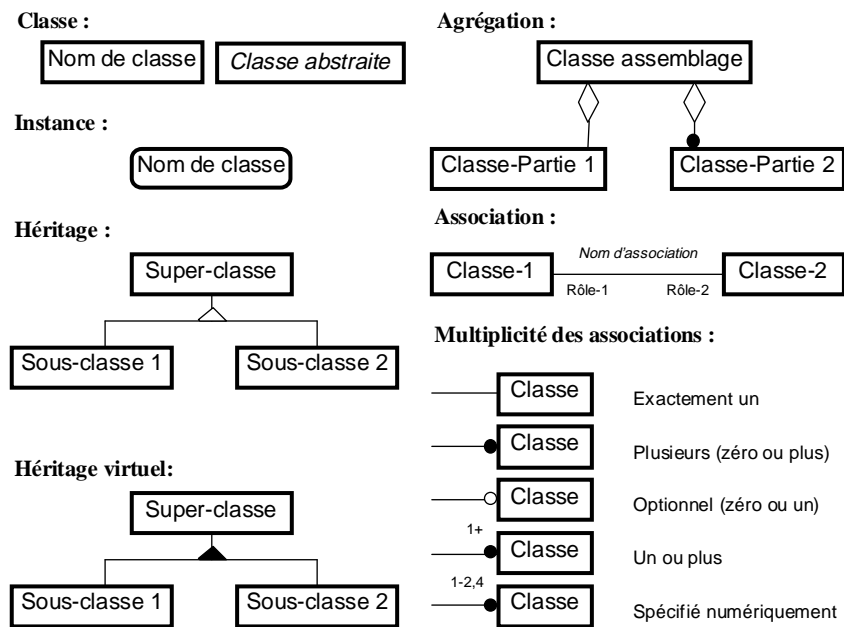 Classe :
Nom de classe
Classe abstraite
Instance :
Nom de classe
Héritage :
Super-classe
Sous-classe 1
Sous-classe 2
Héritage virtuel:
Super-classe
Sous-classe 1
Sous-classe 2
Agrégation :
Classe assemblage
Classe-Partie 1
Classe-Partie 2
Association :
Classe-1
Nom d'association
Classe-2
Rôle-1
Rôle-2
Multiplicité des associations :
Classe
Exactement un
Classe
Plusieurs (zéro ou plus)
Classe
Optionnel (zéro ou un)
1+
Classe
Un ou plus
1-2,4
Classe
Spécifié numériquement